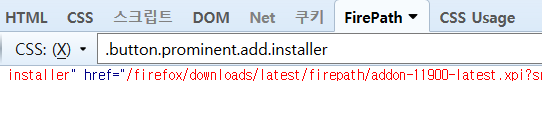 HTML CSS 스크립트 DOM Net 쿠키 FirePath CSS Usage
CSS: (X) .button.prominent.add.installer
installer" href="/firefox/downloads/latest/firepath/addon-11900-latest.xpi?s